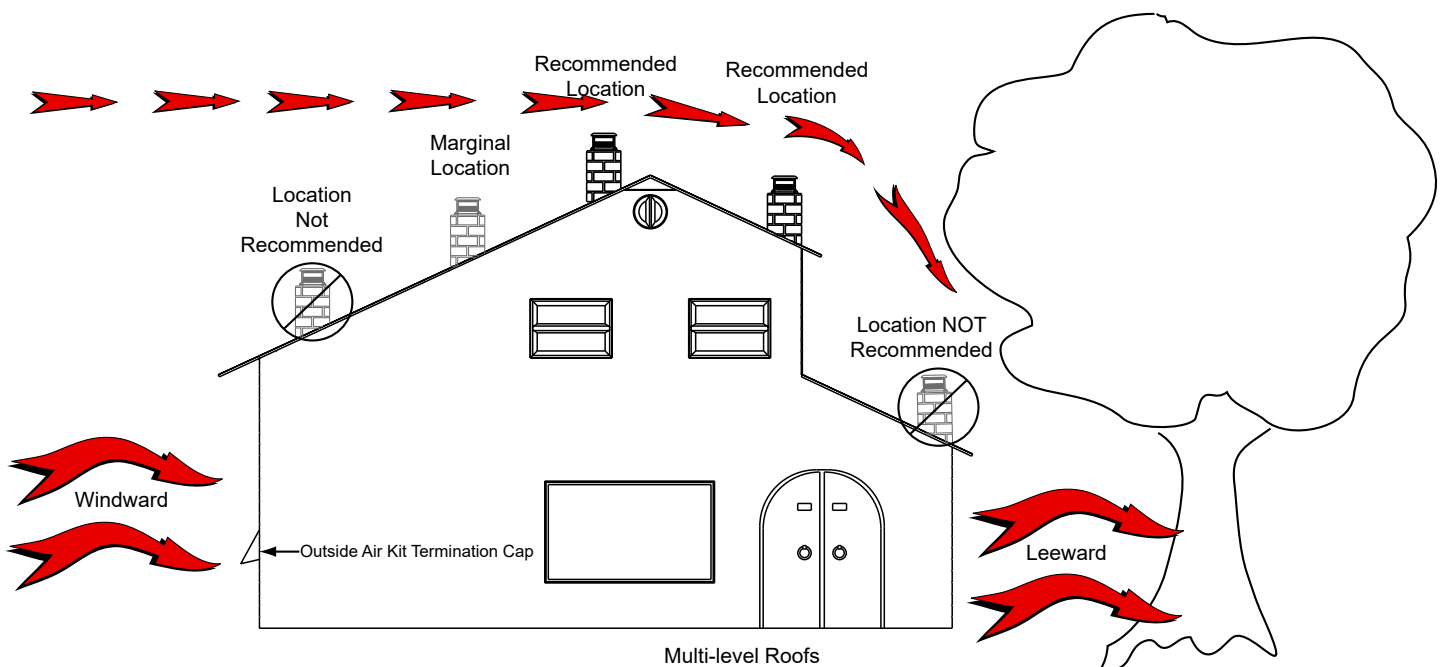 Recommended
Location
Recommended
Location
Marginal
Location
Location
Not
Recommended
Location NOT
Recommended
Windward
Outside Air Kit Termination Cap
Leeward
Multi-level Roofs